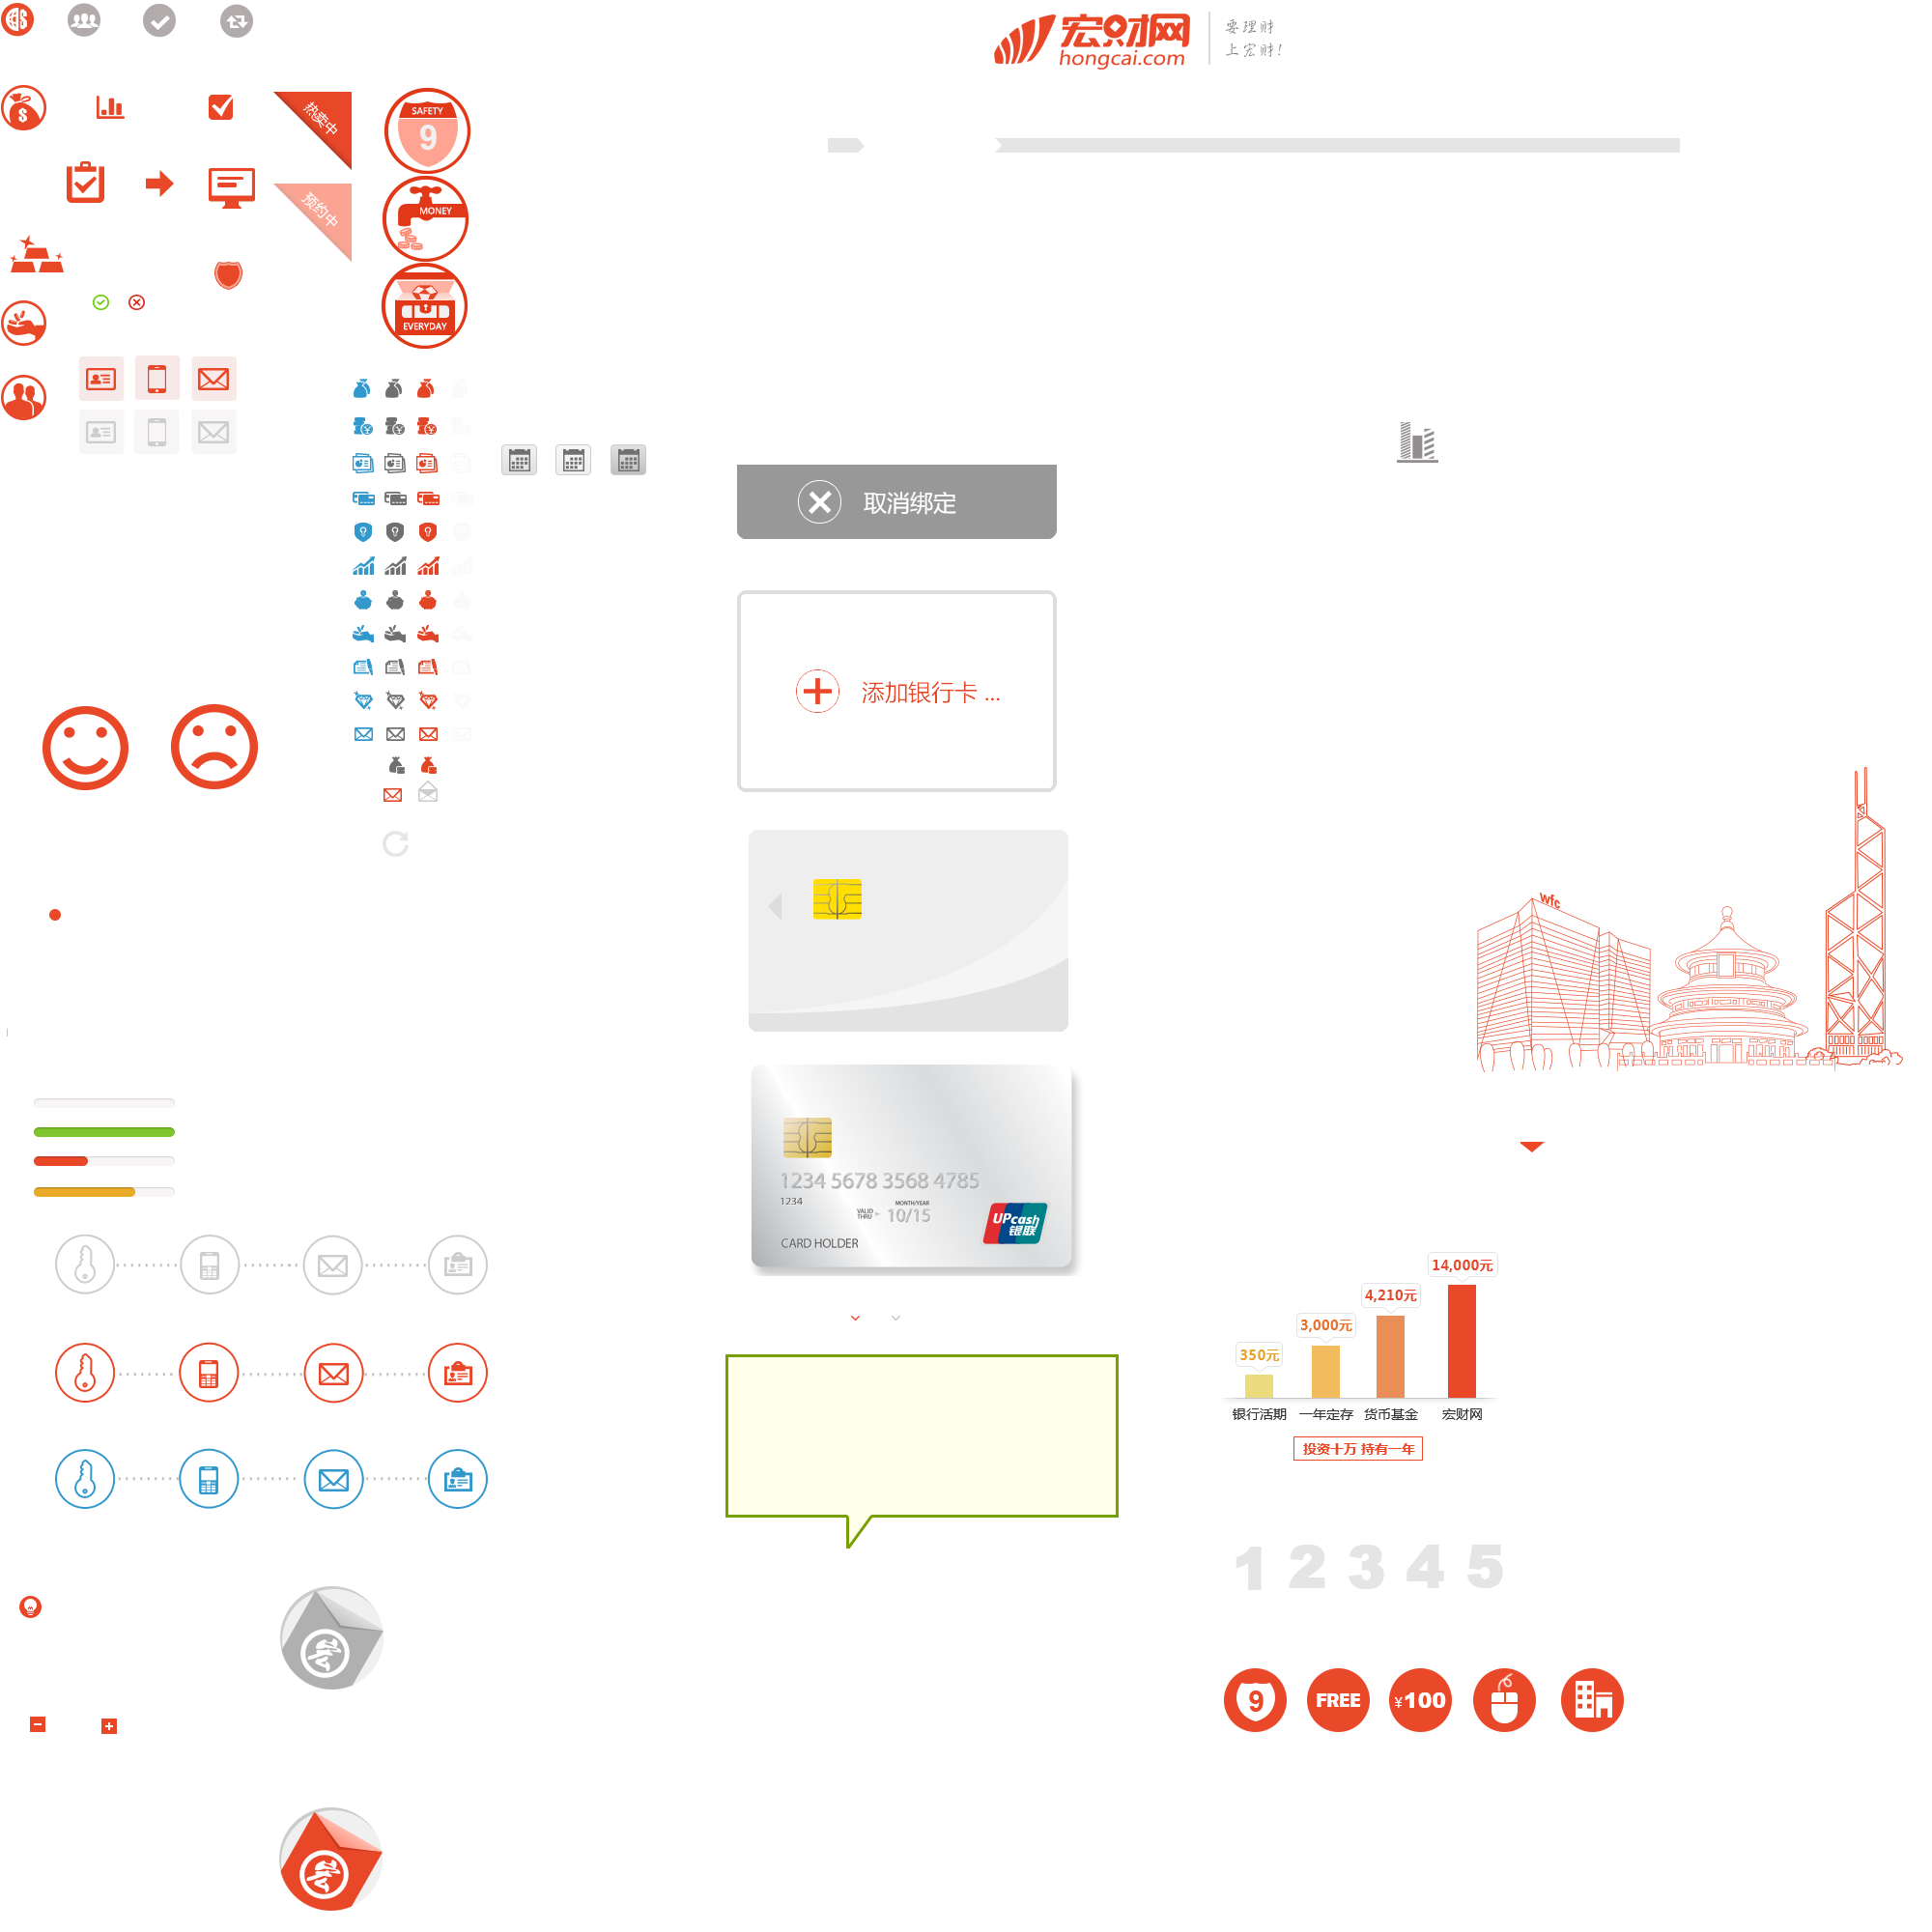 宏财网
hongcai.com
要理财
上宏财!
$
热卖中
SAFETY
9
预约中
MONEY
EVERYDAY
取消绑定
添加银行卡 ...
wfc
1234 5678 3568 4785
1234
MONTH/YEAR
VALID
THRU
10/15
CARD HOLDER
UPcash
银联
14,000元
4,210元
3,000元
350元
银行活期 一年定存 货币基金 宏财网
投资十万 持有一年
1 2 3 4 5
9
FREE
¥100